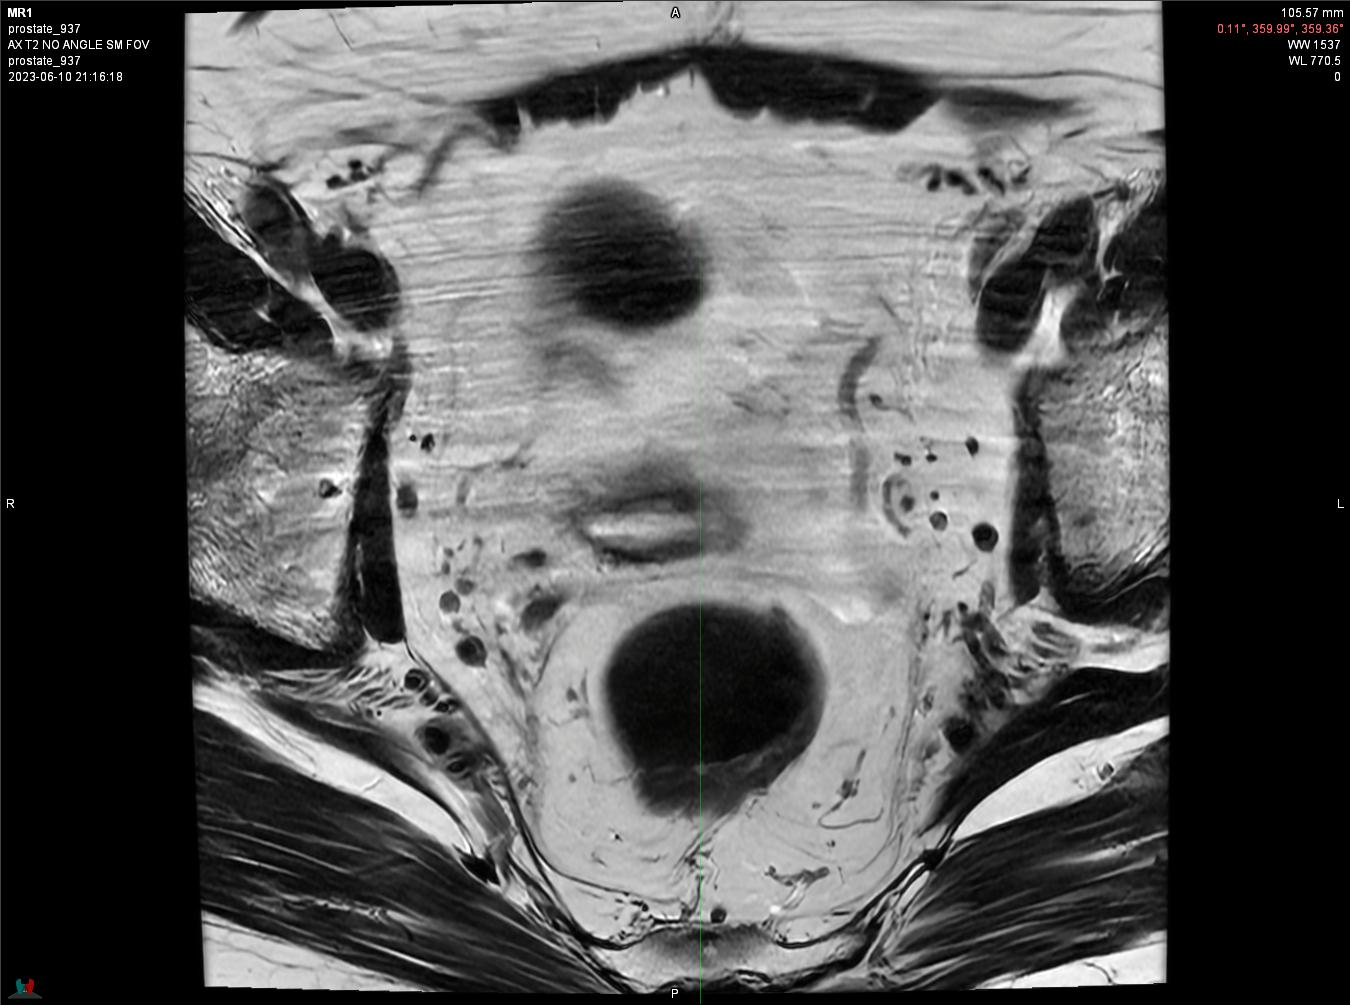 MR1
prostate_937
AX T2 NO ANGLE SM FOV
prostate_937
2023-06-10 21:16:18
A
105.57 mm
0.11°, 359.99°, 359.36°
WW 1537
WL 770.5
0
R
L
P